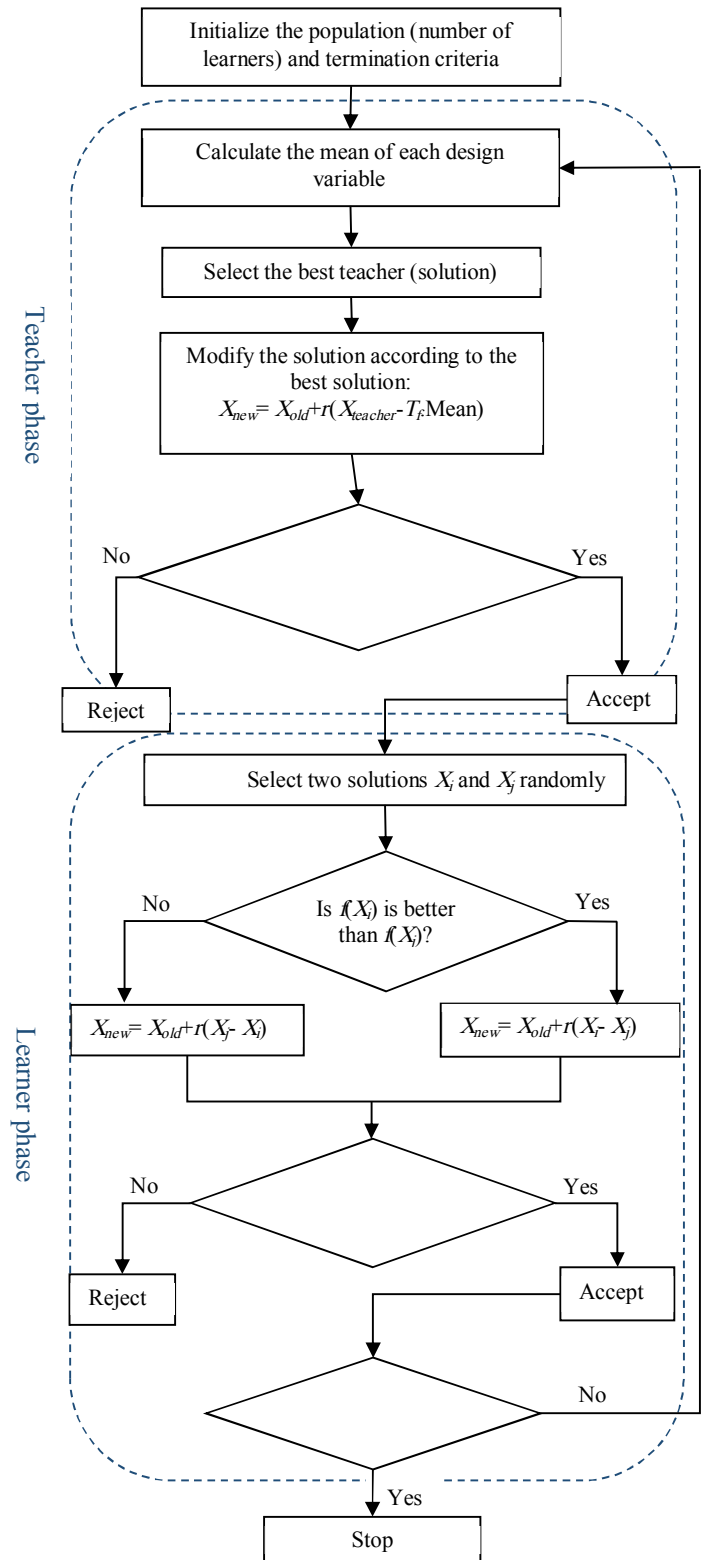 Initialize the population (number of
learners) and termination criteria
Calculate the mean of each design
variable
Select the best teacher (solution)
Teacher phase
Modify the solution according to the
best solution:
Xnew= Xold+r(Xteacher-Tf.Mean)
No
Yes
Reject
Accept
Select two solutions Xi and Xj randomly
No
Yes
Is f(Xi) is better
than f(Xj)?
Learner phase
Xnew= Xold+r(Xj- Xi)
Xnew= Xold+r(Xi- Xj)
No
Yes
Reject
Accept
No
Yes
Stop